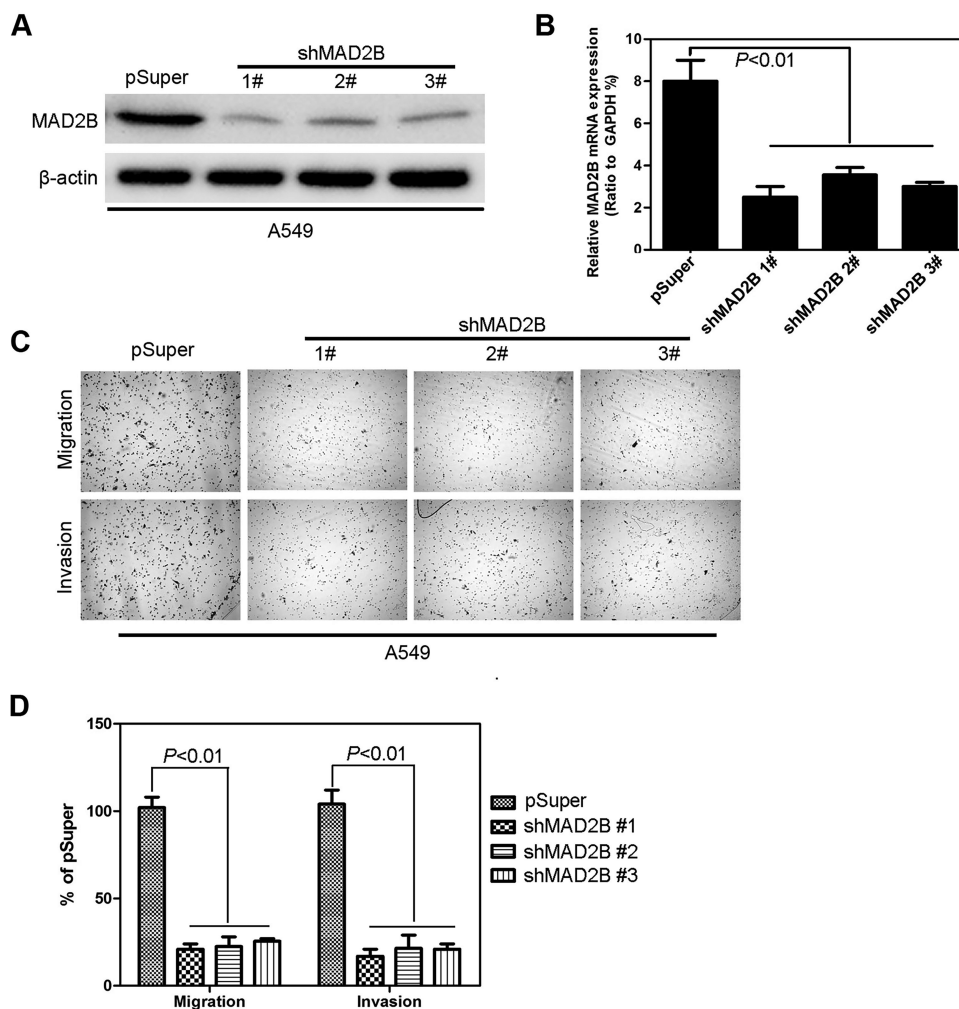 A
shMAD2B
pSuper
1#
2#
3#
MAD2B
β-actin
A549
B
Relative MAD2B mRNA expression
(Ratio to GAPDH %)
10
8
6
4
2
0
P<0.01
pSuper
shMAD2B 1#
shMAD2B 2#
shMAD2B 3#
C
shMAD2B
pSuper
1#
2#
3#
Migration
Invasion
A549
D
% of pSuper
150
100
50
0
P<0.01
P<0.01
Migration
Invasion
pSuper
shMAD2B #1
shMAD2B #2
shMAD2B #3